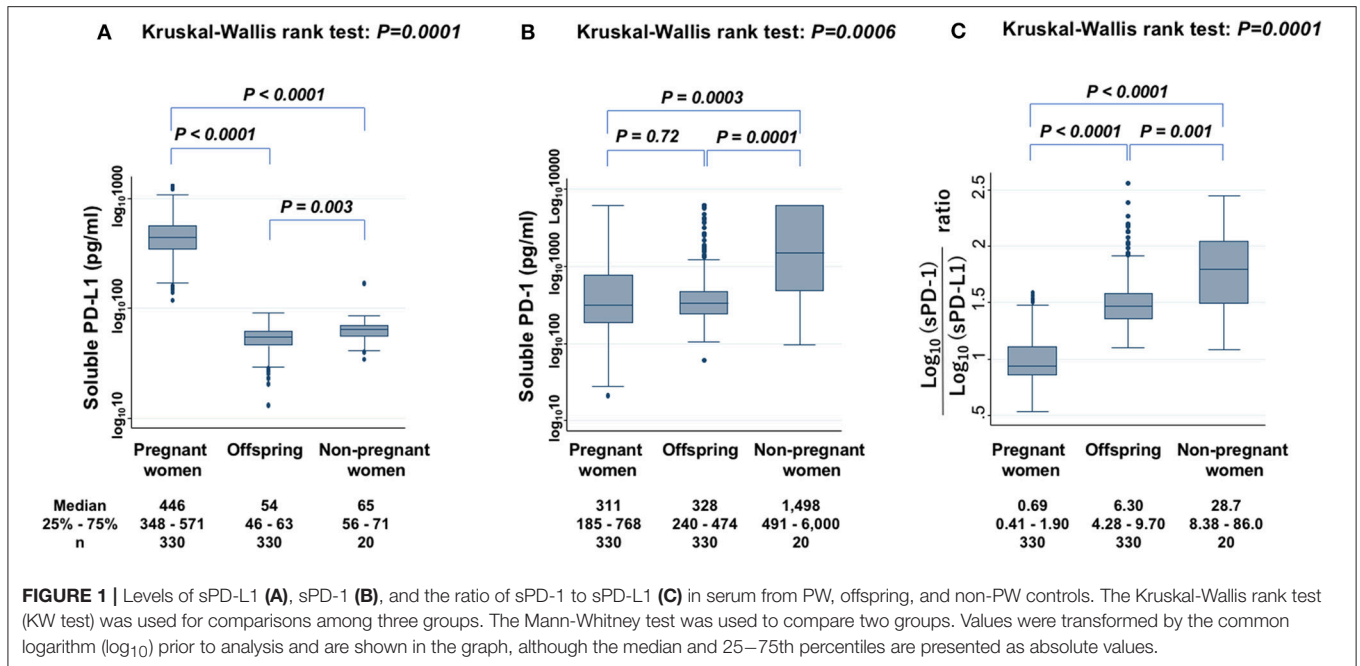 A Kruskal-Wallis rank test: P=0.0001
P < 0.0001
P < 0.0001
P = 0.003
Soluble PD-L1 (pg/ml)
log₁₀1000
log₁₀100
log₁₀10
Pregnant women Offspring Non-pregnant women
Median 446 54 65
25% - 75% 348 - 571 46 - 63 56 - 71
n 330 330 20
B Kruskal-Wallis rank test: P=0.0006
P = 0.0003
P = 0.72 P = 0.0001
Soluble PD-1 (pg/ml)
Log₁₀10000
log₁₀1000
log₁₀100
log₁₀10
Pregnant women Offspring Non-pregnant women
311 328 1,498
185 - 768 240 - 474 491 - 6,000
330 330 20
C Kruskal-Wallis rank test: P=0.0001
P < 0.0001
P < 0.0001 P = 0.001
Log₁₀ (sPD-1)
Log₁₀ (sPD-L1)
ratio
2.5
2
1.5
1
.5
Pregnant women Offspring Non-pregnant women
0.69 6.30 28.7
0.41 - 1.90 4.28 - 9.70 8.38 - 86.0
330 330 20
FIGURE 1 | Levels of sPD-L1 (A), sPD-1 (B), and the ratio of sPD-1 to sPD-L1 (C) in serum from PW, offspring, and non-PW controls. The Kruskal-Wallis rank test
(KW test) was used for comparisons among three groups. The Mann-Whitney test was used to compare two groups. Values were transformed by the common
logarithm (log₁₀) prior to analysis and are shown in the graph, although the median and 25–75th percentiles are presented as absolute values.